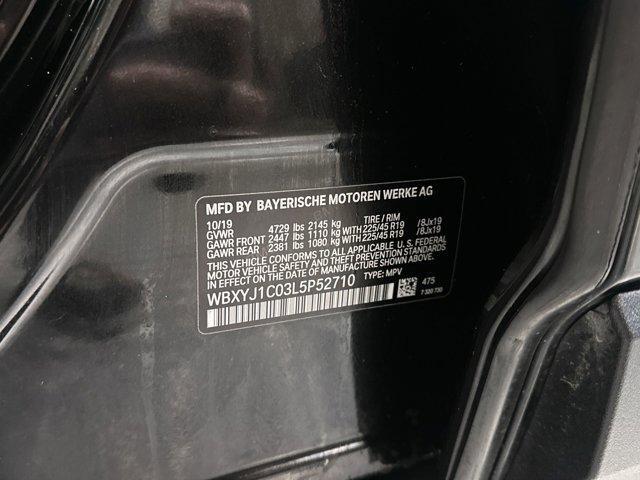 MFD BY BAYERISCHE MOTOREN WERKE AG
10/19 TIRE / RIM
GVWR 4729 lbs 2145 kg
GAWR FRONT 2447 lbs 1110 kg WITH 225/45 R19 /8Jx19
GAWR REAR 2381 lbs 1080 kg WITH 225/45 R19 /8Jx19
THIS VEHICLE CONFORMS TO ALL APPLICABLE U. S. FEDERAL
MOTOR VEHICLE SAFETY AND THEFT PREVENTION STANDARDS
IN EFFECT ON THE DATE OF MANUFACTURE SHOWN ABOVE.
WBXYJ1C03L5P52710 TYPE: MPV
475
7 320 730